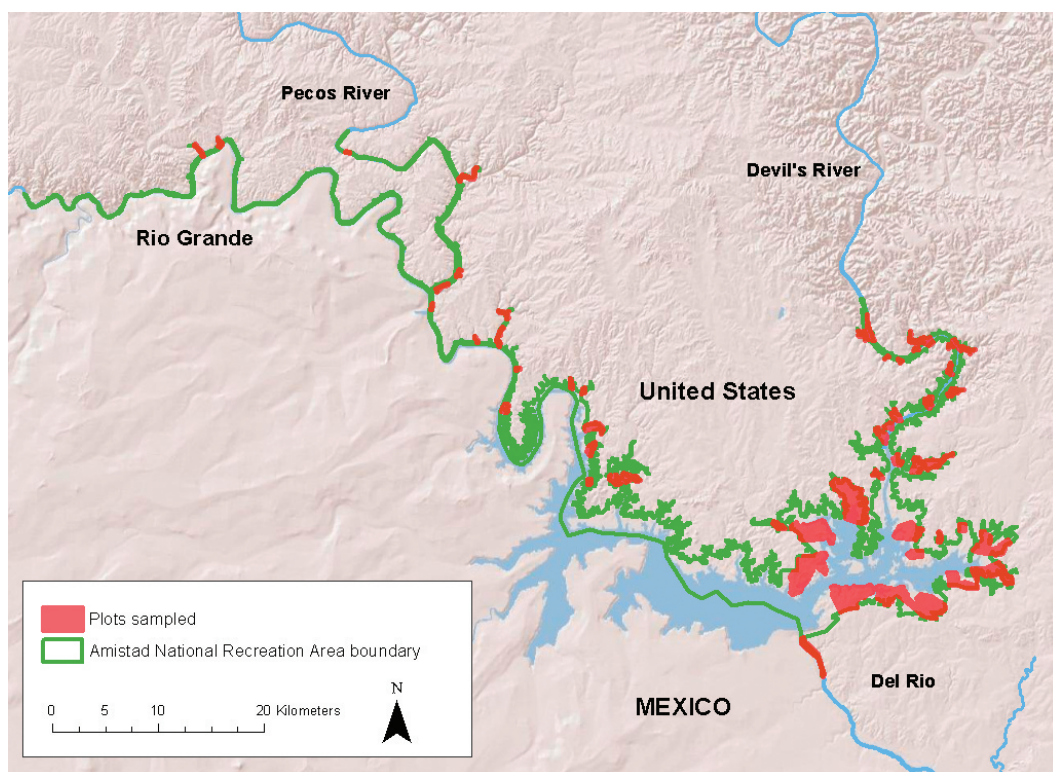 Pecos River
Devil's River
Rio Grande
United States
Plots sampled
Amistad National Recreation Area boundary
N
0 5 10 20 Kilometers
Del Rio
MEXICO